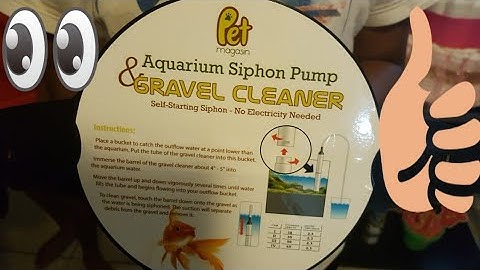 Pet
magasin
Aquarium Siphon Pump
& GRAVEL CLEANER
Self-Starting Siphon - No Electricity Needed
Instructions:
Place a bucket to catch the outflow water at a point lower than
the aquarium. Put the tube of the gravel cleaner into this bucket.
Immerse the barrel of the gravel cleaner about 4" - 5" into
the aquarium water.
Move the barrel up and down vigorously several times until water
fills the tube and begins flowing into your outflow bucket.
To clean gravel, touch the barrel down onto the gravel as
the water is being siphoned. The suction will separate
debris from the gravel and remove it.